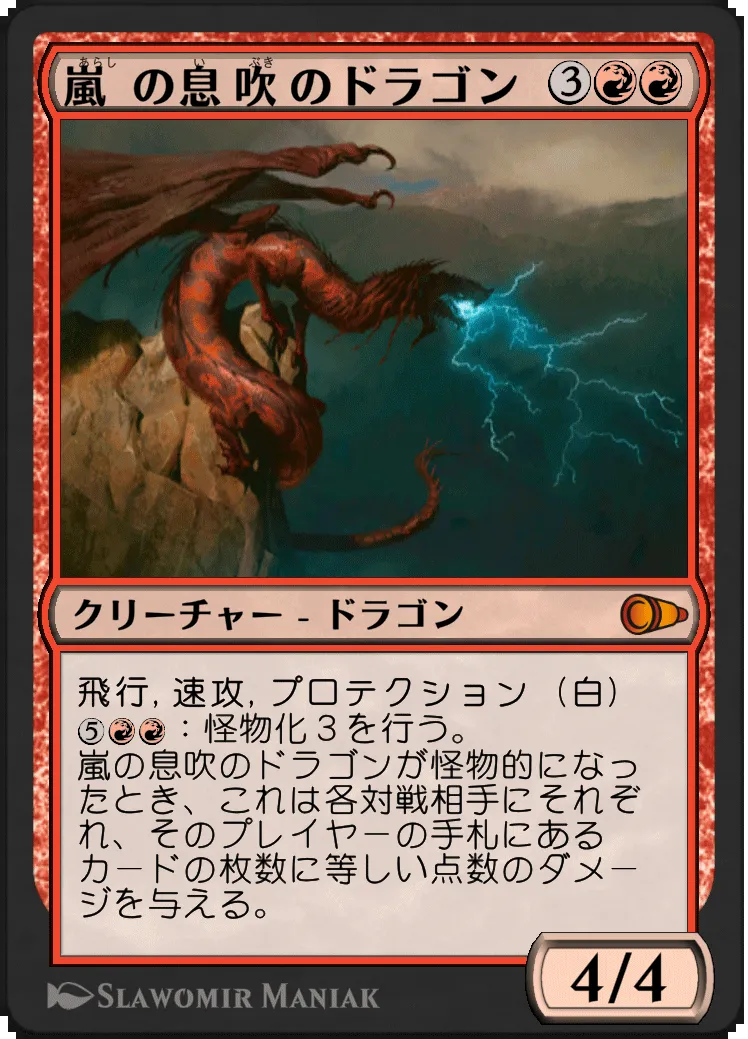 嵐の息吹のドラゴン 3
クリーチャー - ドラゴン
飛行, 速攻, プロテクション（白）
5：怪物化３を行う。
嵐の息吹のドラゴンが怪物的になっ
たとき、これは各対戦相手にそれぞ
れ、そのプレイヤーの手札にある
カードの枚数に等しい点数のダメー
ジを与える。
4/4
SLAWOMIR MANIAK